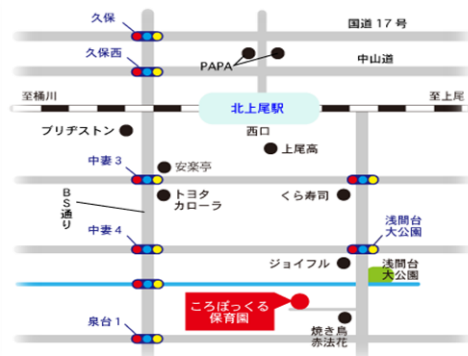 久保
国道17号
久保西
PAPA
中山道
至桶川
北上尾駅
至上尾
ブリヂストン
西口
上尾高
中妻3
安楽亭
BS通り
トヨタ
カローラ
くら寿司
中妻4
浅間台
大公園
ジョイフル
浅間台
大公園
ころぽっくる
保育園
泉台1
焼き鳥
赤法花